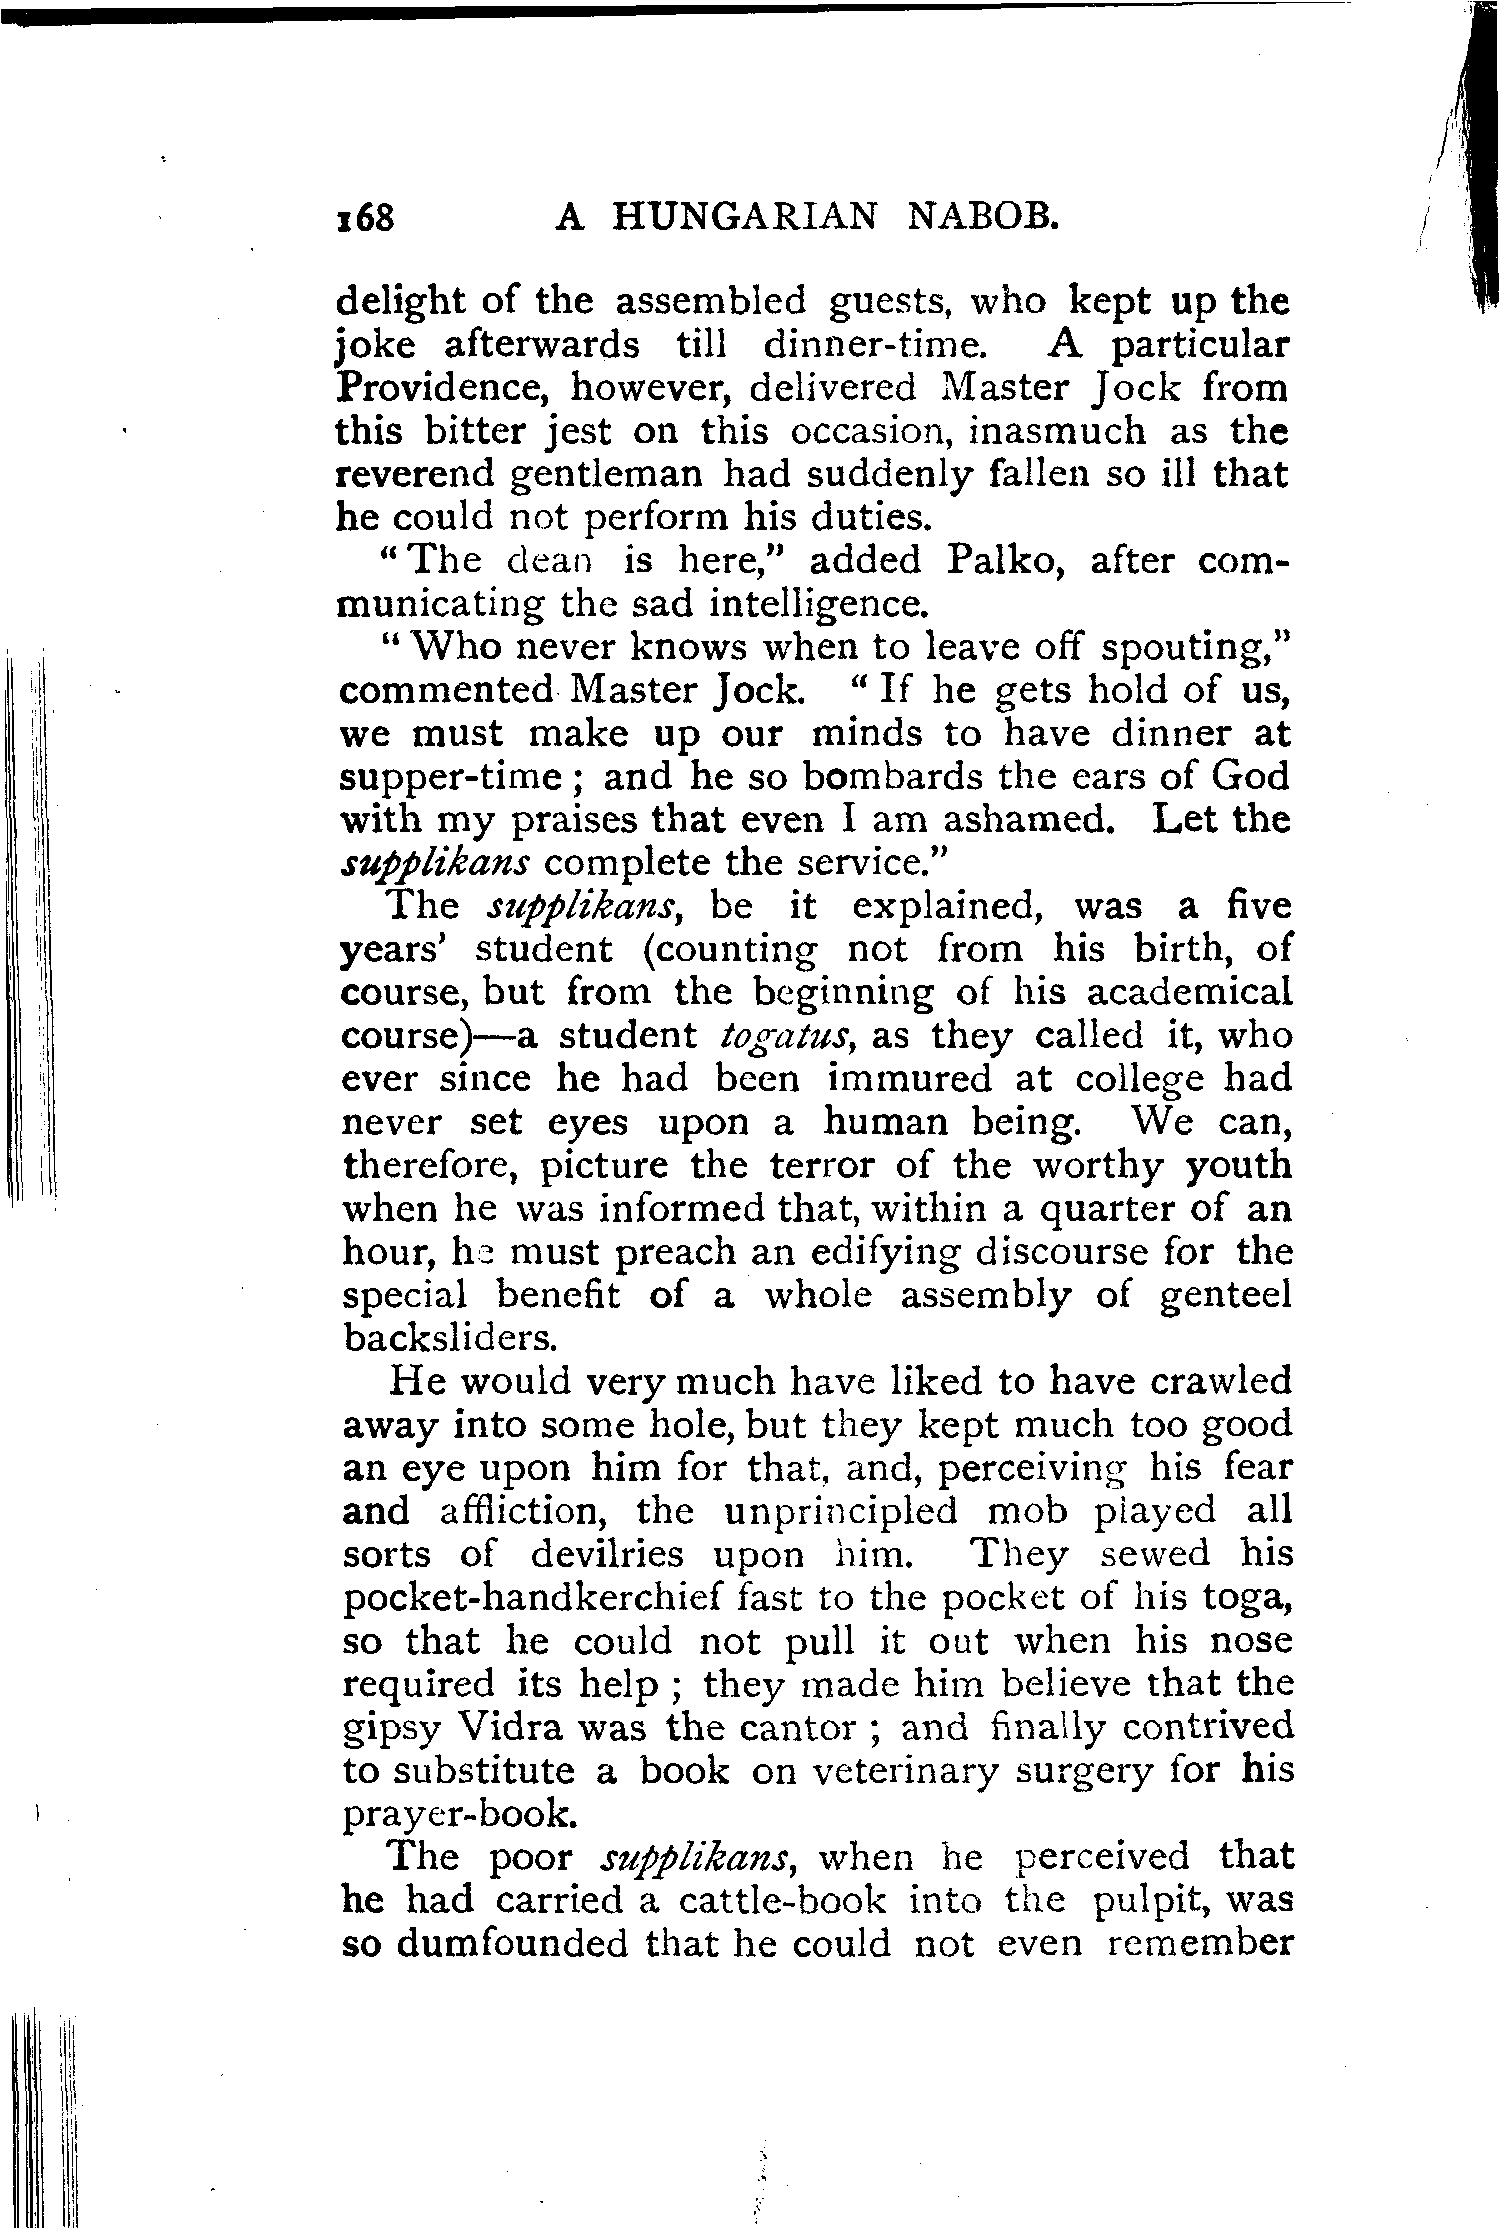 168 A HUNGARIAN NABOB.
delight of the assembled guests, who kept up the
joke afterwards till dinner-time. A particular
Providence, however, delivered Master Jock from
this bitter jest on this occasion, inasmuch as the
reverend gentleman had suddenly fallen so ill that
he could not perform his duties.
"The dean is here," added Palko, after com-
municating the sad intelligence.
"Who never knows when to leave off spouting,"
commented Master Jock. "If he gets hold of us,
we must make up our minds to have dinner at
supper-time; and he so bombards the ears of God
with my praises that even I am ashamed. Let the
supplikans complete the service."
The supplikans, be it explained, was a five
years' student (counting not from his birth, of
course, but from the beginning of his academical
course)—a student togatus, as they called it, who
ever since he had been immured at college had
never set eyes upon a human being. We can,
therefore, picture the terror of the worthy youth
when he was informed that, within a quarter of an
hour, he must preach an edifying discourse for the
special benefit of a whole assembly of genteel
backsliders.
He would very much have liked to have crawled
away into some hole, but they kept much too good
an eye upon him for that, and, perceiving his fear
and affliction, the unprincipled mob played all
sorts of devilries upon him. They sewed his
pocket-handkerchief fast to the pocket of his toga,
so that he could not pull it out when his nose
required its help; they made him believe that the
gipsy Vidra was the cantor; and finally contrived
to substitute a book on veterinary surgery for his
prayer-book.
The poor supplikans, when he perceived that
he had carried a cattle-book into the pulpit, was
so dumfounded that he could not even remember